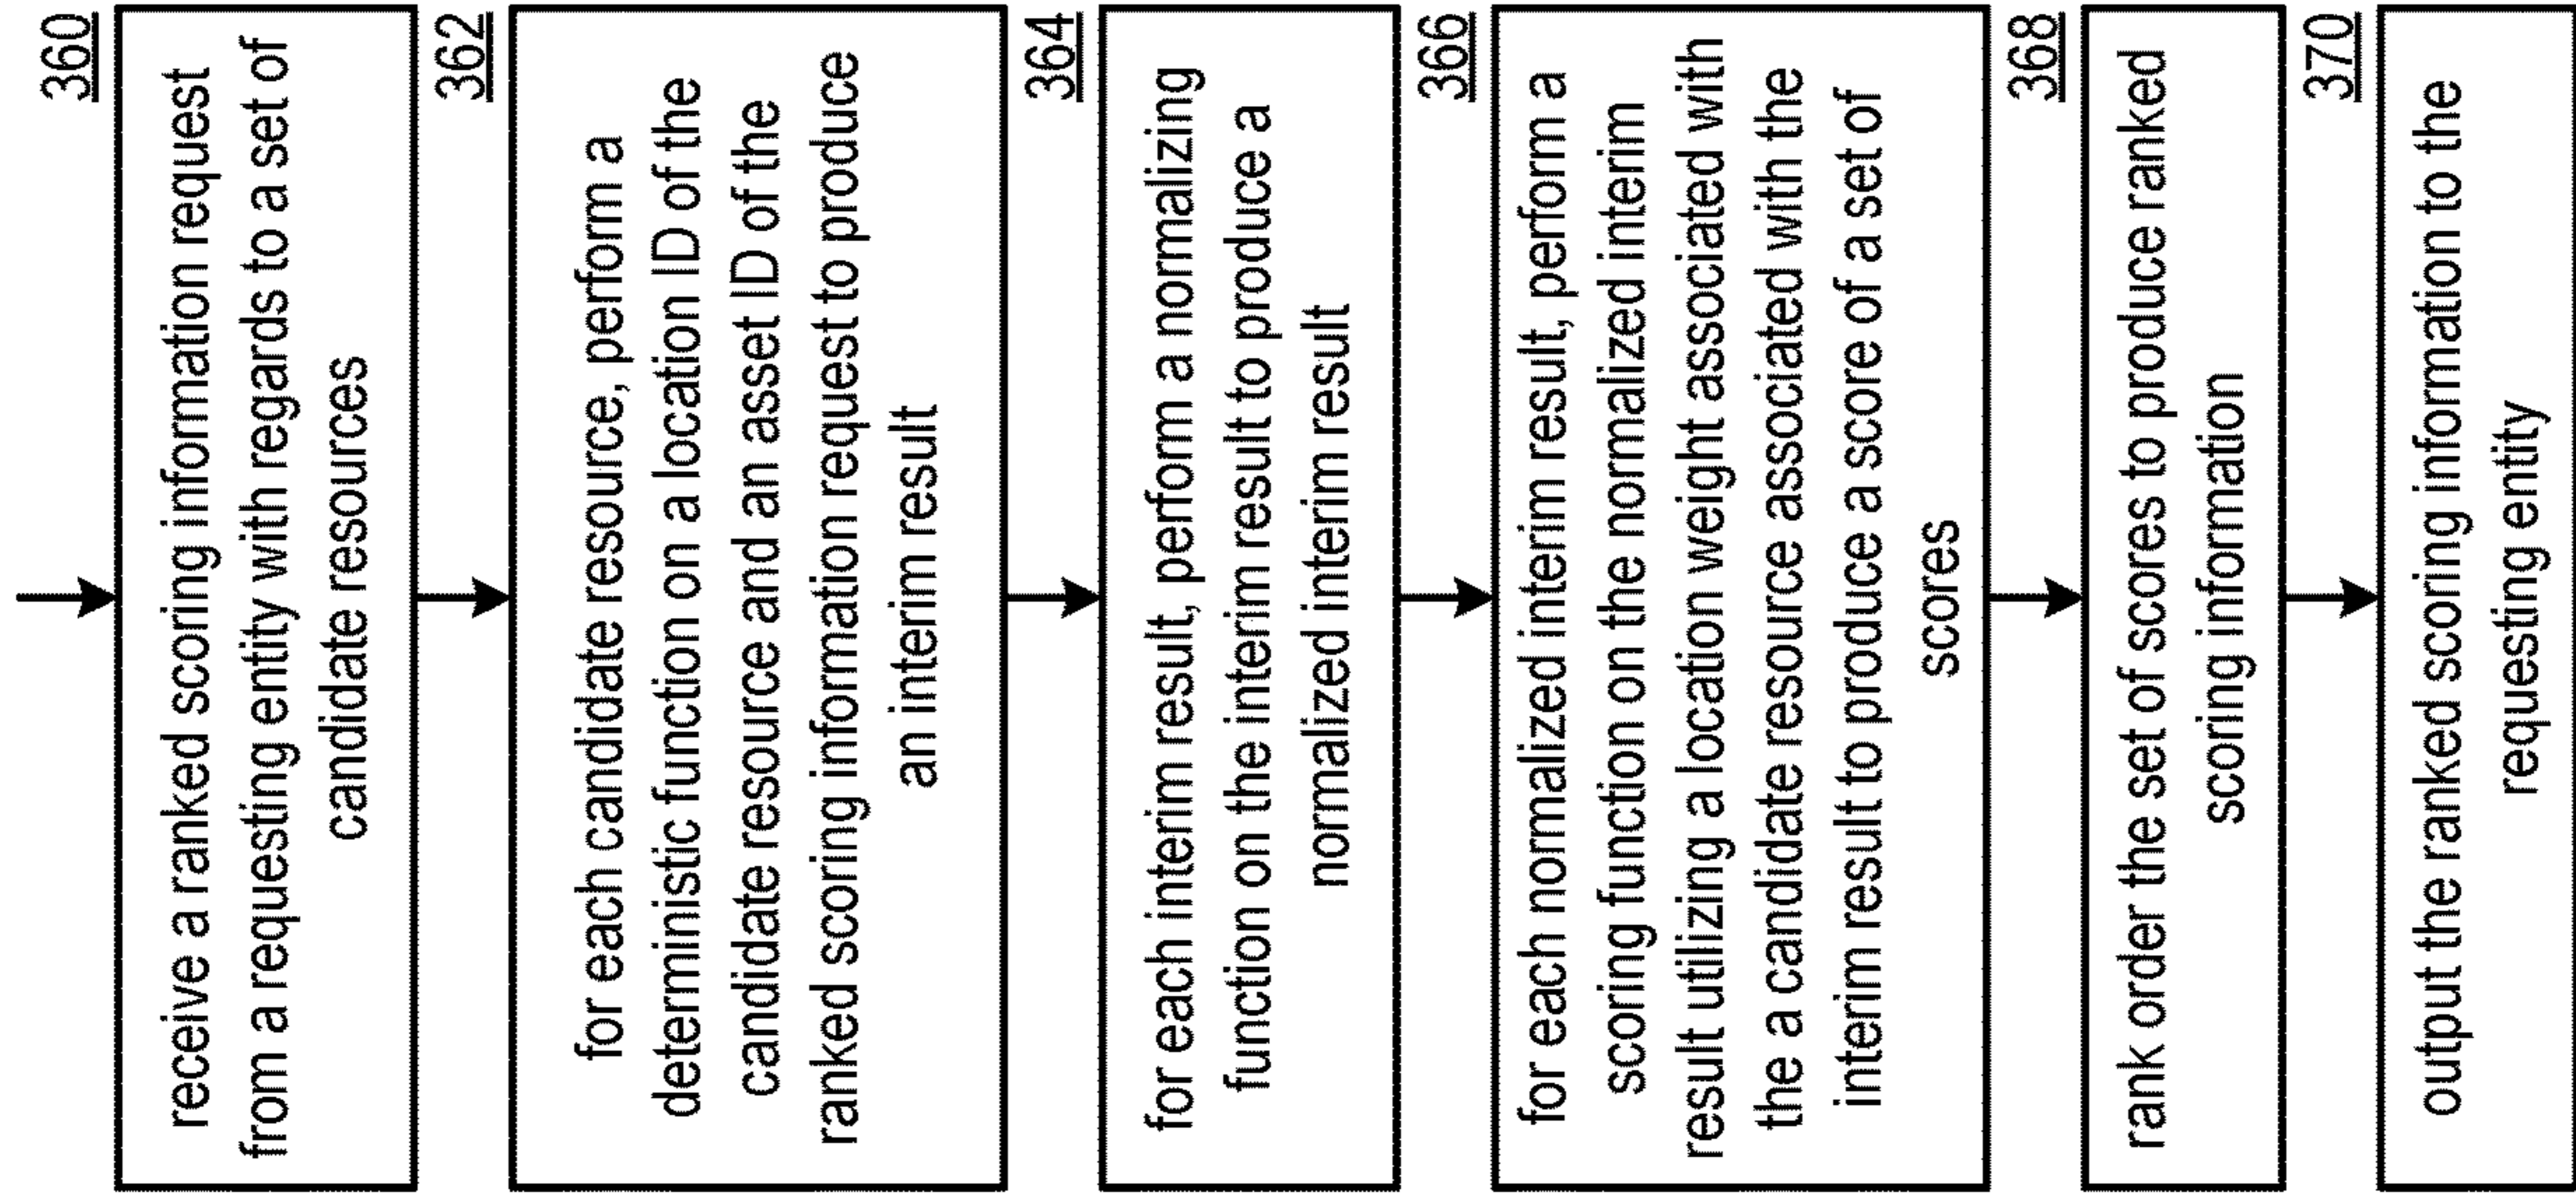 360
receive a ranked scoring information request
from a requesting entity with regards to a set of
candidate resources
362
for each candidate resource, perform a
deterministic function on a location ID of the
candidate resource and an asset ID of the
ranked scoring information request to produce
an interim result
364
for each interim result, perform a normalizing
function on the interim result to produce a
normalized interim result
366
for each normalized interim result, perform a
scoring function on the normalized interim
result utilizing a location weight associated with
the a candidate resource associated with the
interim result to produce a score of a set of
scores
368
rank order the set of scores to produce ranked
scoring information
370
output the ranked scoring information to the
requesting entity